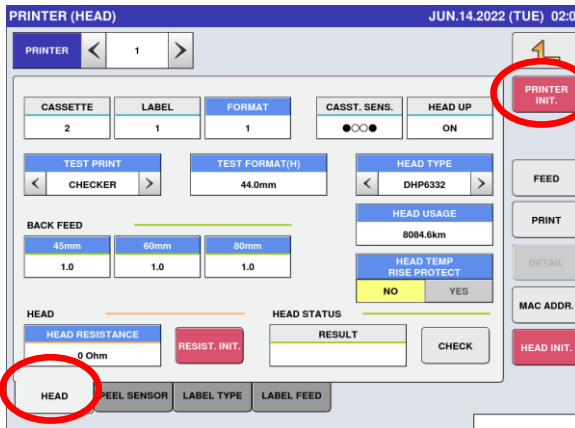 PRINTER (HEAD) JUN.14.2022 (TUE) 02:0
PRINTER 1
PRINTER
INIT.
CASSETTE LABEL FORMAT CASST. SENS. HEAD UP
2 1 1 ON
TEST PRINT TEST FORMAT(H) HEAD TYPE
CHECKER 44.0mm DHP6332
FEED
HEAD USAGE
8084.6km
PRINT
BACK FEED
45mm 60mm 80mm
1.0 1.0 1.0
HEAD TEMP
RISE PROTECT
NO YES
DETAIL
MAC ADDR.
HEAD HEAD STATUS
HEAD RESISTANCE RESIST. INIT. RESULT CHECK HEAD INIT.
0 Ohm
HEAD PEEL SENSOR LABEL TYPE LABEL FEED